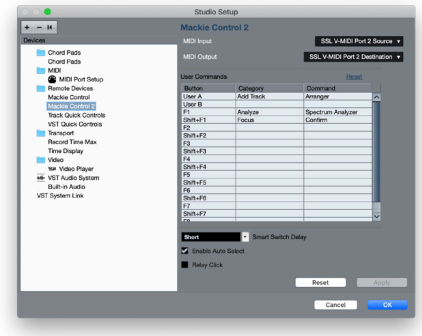 Studio Setup
Mackie Control 2
Devices
Chord Pads
Chord Pads
MIDI
MIDI Port Setup
Remote Devices
Mackie Control
Mackie Control 2
Track Quick Controls
VST Quick Controls
Transport
Record Time Max
Time Display
Video
Video Player
VST Audio System
Built-in Audio
VST System Link
MIDI Input SSL V-MIDI Port 2 Source
MIDI Output SSL V-MIDI Port 2 Destination
User Commands Reset
Button Category Command
User A Add Track Arranger
User B
F1 Analyze Spectrum Analyzer
Shift+F1 Focus Confirm
F2
Shift+F2
F3
Shift+F3
F4
Shift+F4
F5
Shift+F5
F6
Shift+F6
F7
Shift+F7
F8
Short Smart Switch Delay
Enable Auto Select
Relay Click
Reset Apply
Cancel OK